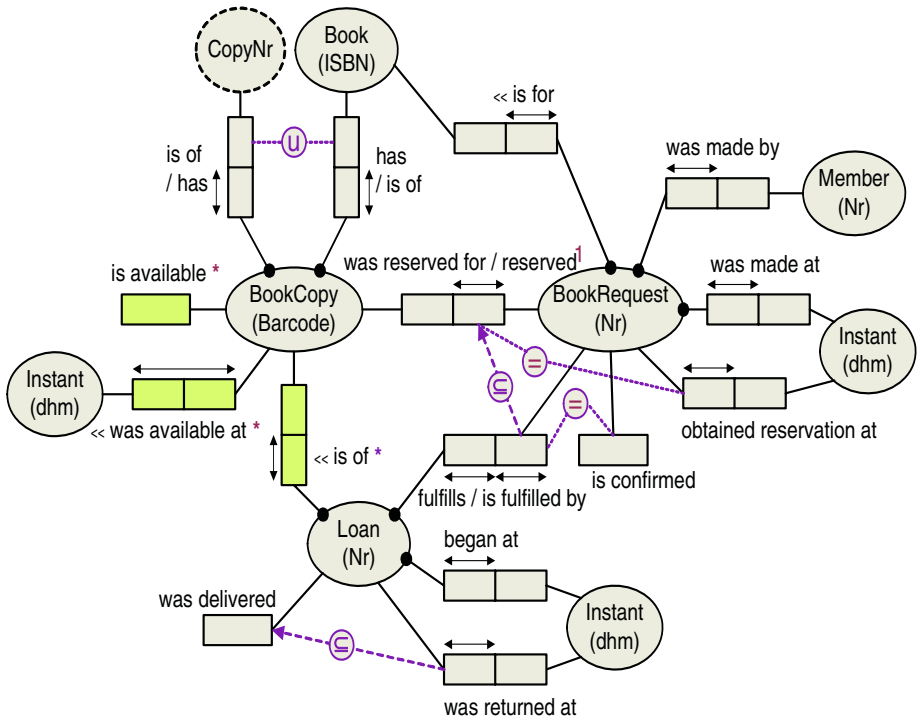 CopyNr
Book
(ISBN)
<< is for
is of
/ has
U
has
/ is of
was made by
Member
(Nr)
is available *
BookCopy
(Barcode)
was reserved for / reserved1
BookRequest
(Nr)
was made at
Instant
(dhm)
Instant
(dhm)
<< was available at *
⊆
=
=
obtained reservation at
<< is of *
fulfills / is fulfilled by
is confirmed
Loan
(Nr)
began at
was delivered
⊆
Instant
(dhm)
was returned at